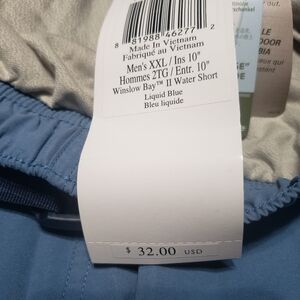 8 81988 46277 2
Made In Vietnam
Fabriqué au Vietnam
Men's XXL / Ins 10"
Hommes 2TG / Entr. 10"
Winslow Bay™ II Water Short
Liquid Blue
Bleu liquide
$ 32.00 USD